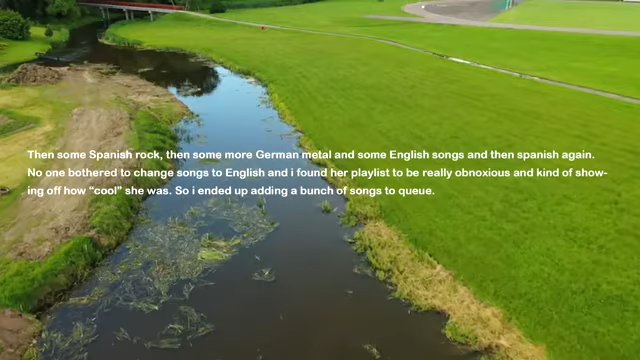 Then some Spanish rock, then some more German metal and some English songs and then spanish again.
No one bothered to change songs to English and i found her playlist to be really obnoxious and kind of show-
ing off how "cool" she was. So i ended up adding a bunch of songs to queue.